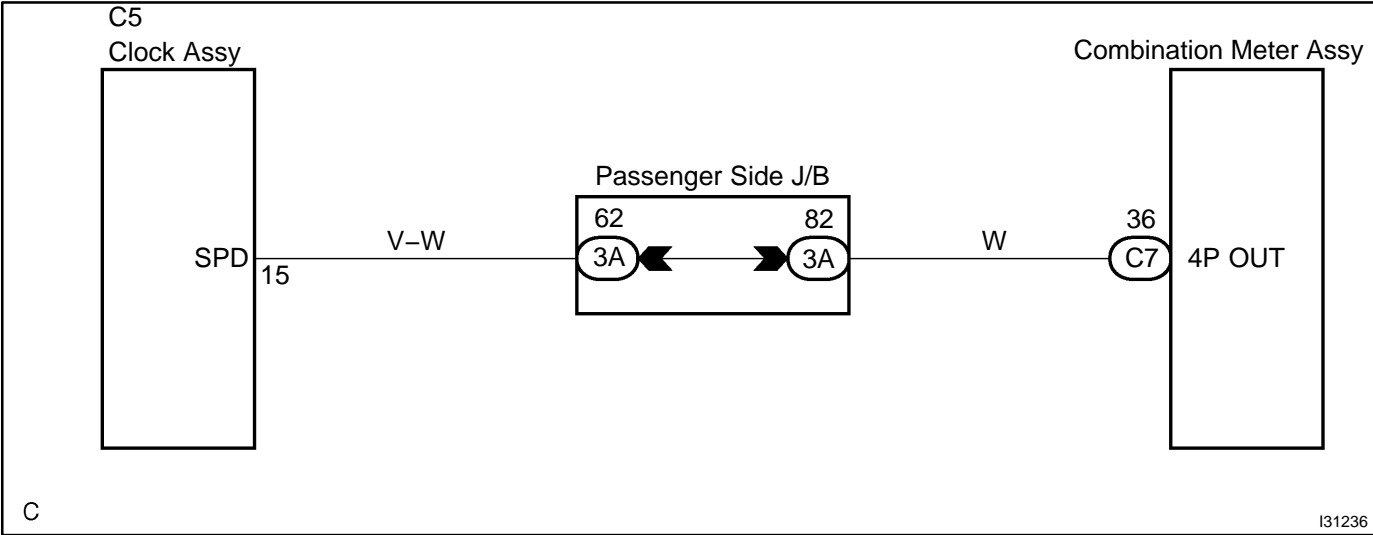 C5
Clock Assy
Combination Meter Assy
Passenger Side J/B
62
82
36
SPD
15
V–W
3A
3A
W
C7
4P OUT
C
I31236